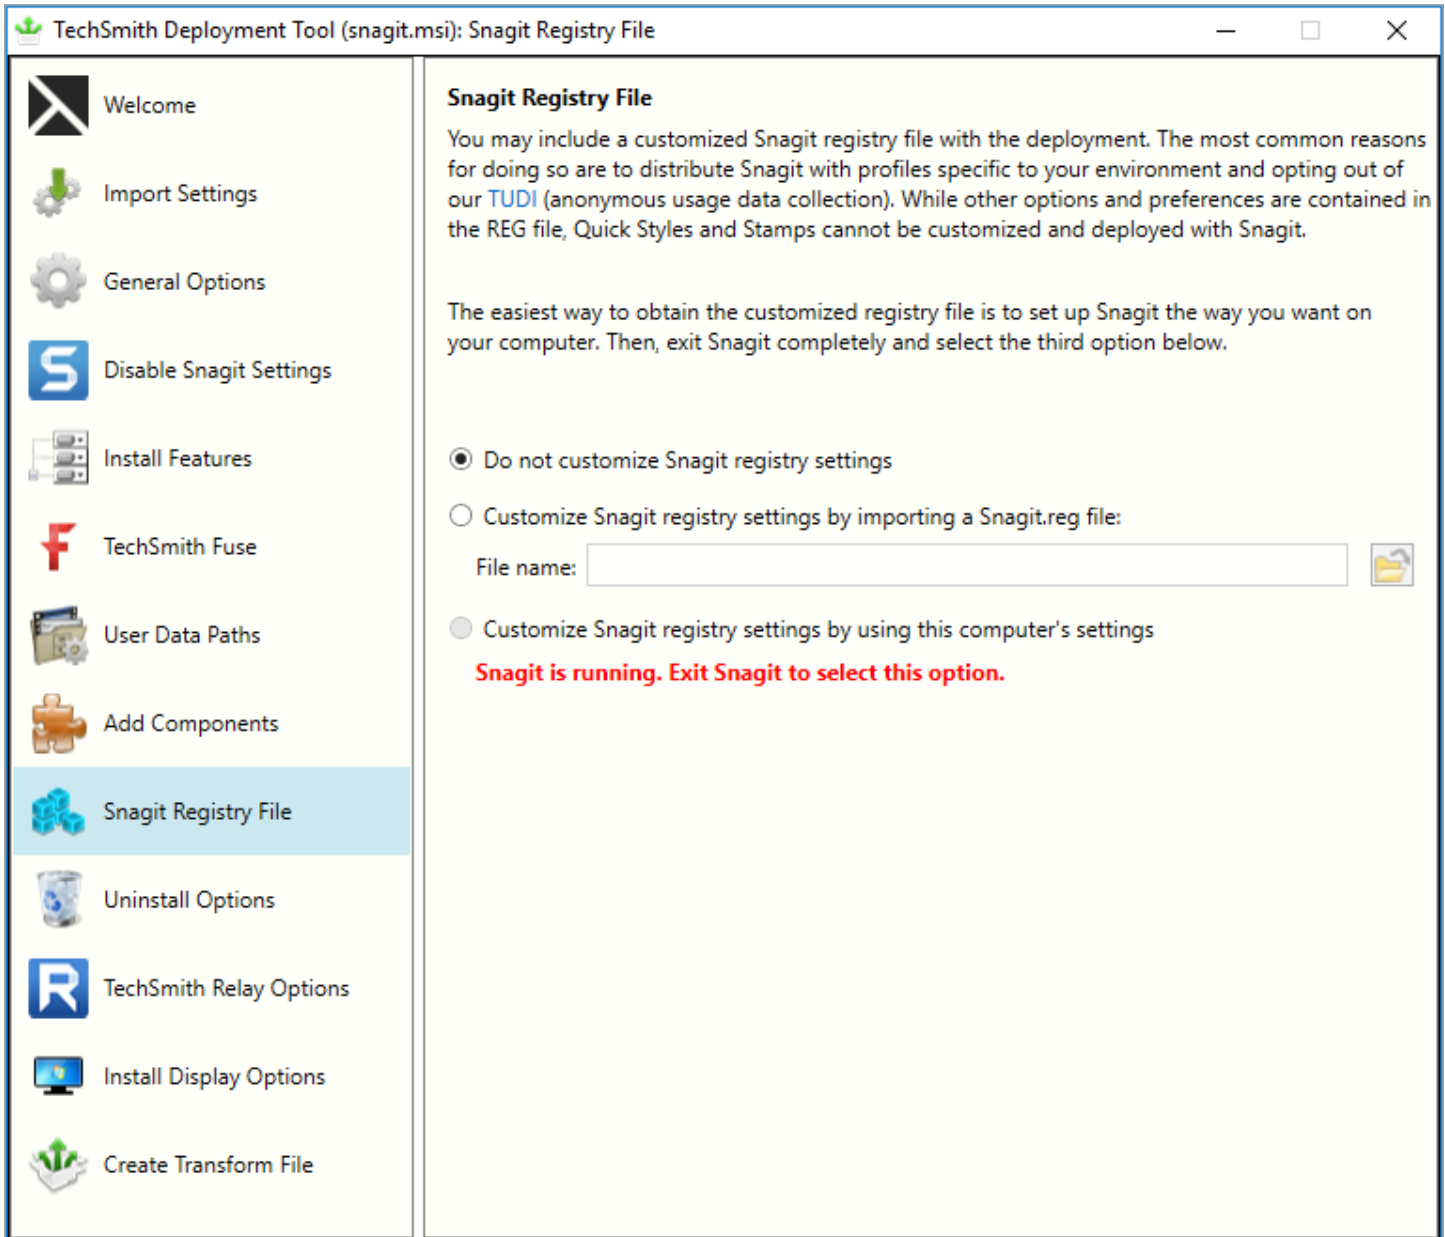 TechSmith Deployment Tool (snagit.msi): Snagit Registry File
Welcome
Import Settings
General Options
Disable Snagit Settings
Install Features
TechSmith Fuse
User Data Paths
Add Components
Snagit Registry File
Uninstall Options
TechSmith Relay Options
Install Display Options
Create Transform File
Snagit Registry File
You may include a customized Snagit registry file with the deployment. The most common reasons
for doing so are to distribute Snagit with profiles specific to your environment and opting out of
our TUDI (anonymous usage data collection). While other options and preferences are contained in
the REG file, Quick Styles and Stamps cannot be customized and deployed with Snagit.
The easiest way to obtain the customized registry file is to set up Snagit the way you want on
your computer. Then, exit Snagit completely and select the third option below.
Do not customize Snagit registry settings
Customize Snagit registry settings by importing a Snagit.reg file:
File name:
Customize Snagit registry settings by using this computer's settings
Snagit is running. Exit Snagit to select this option.